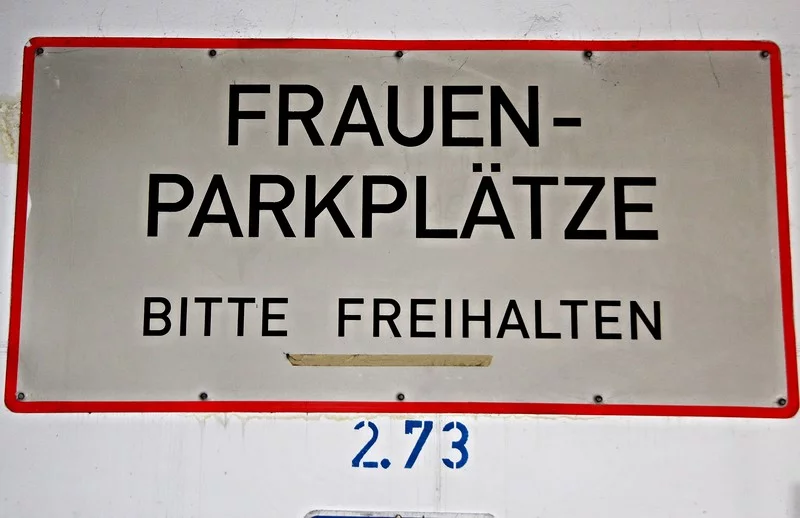 FRAUEN-
PARKPLÄTZE
BITTE FREIHALTEN
2.73